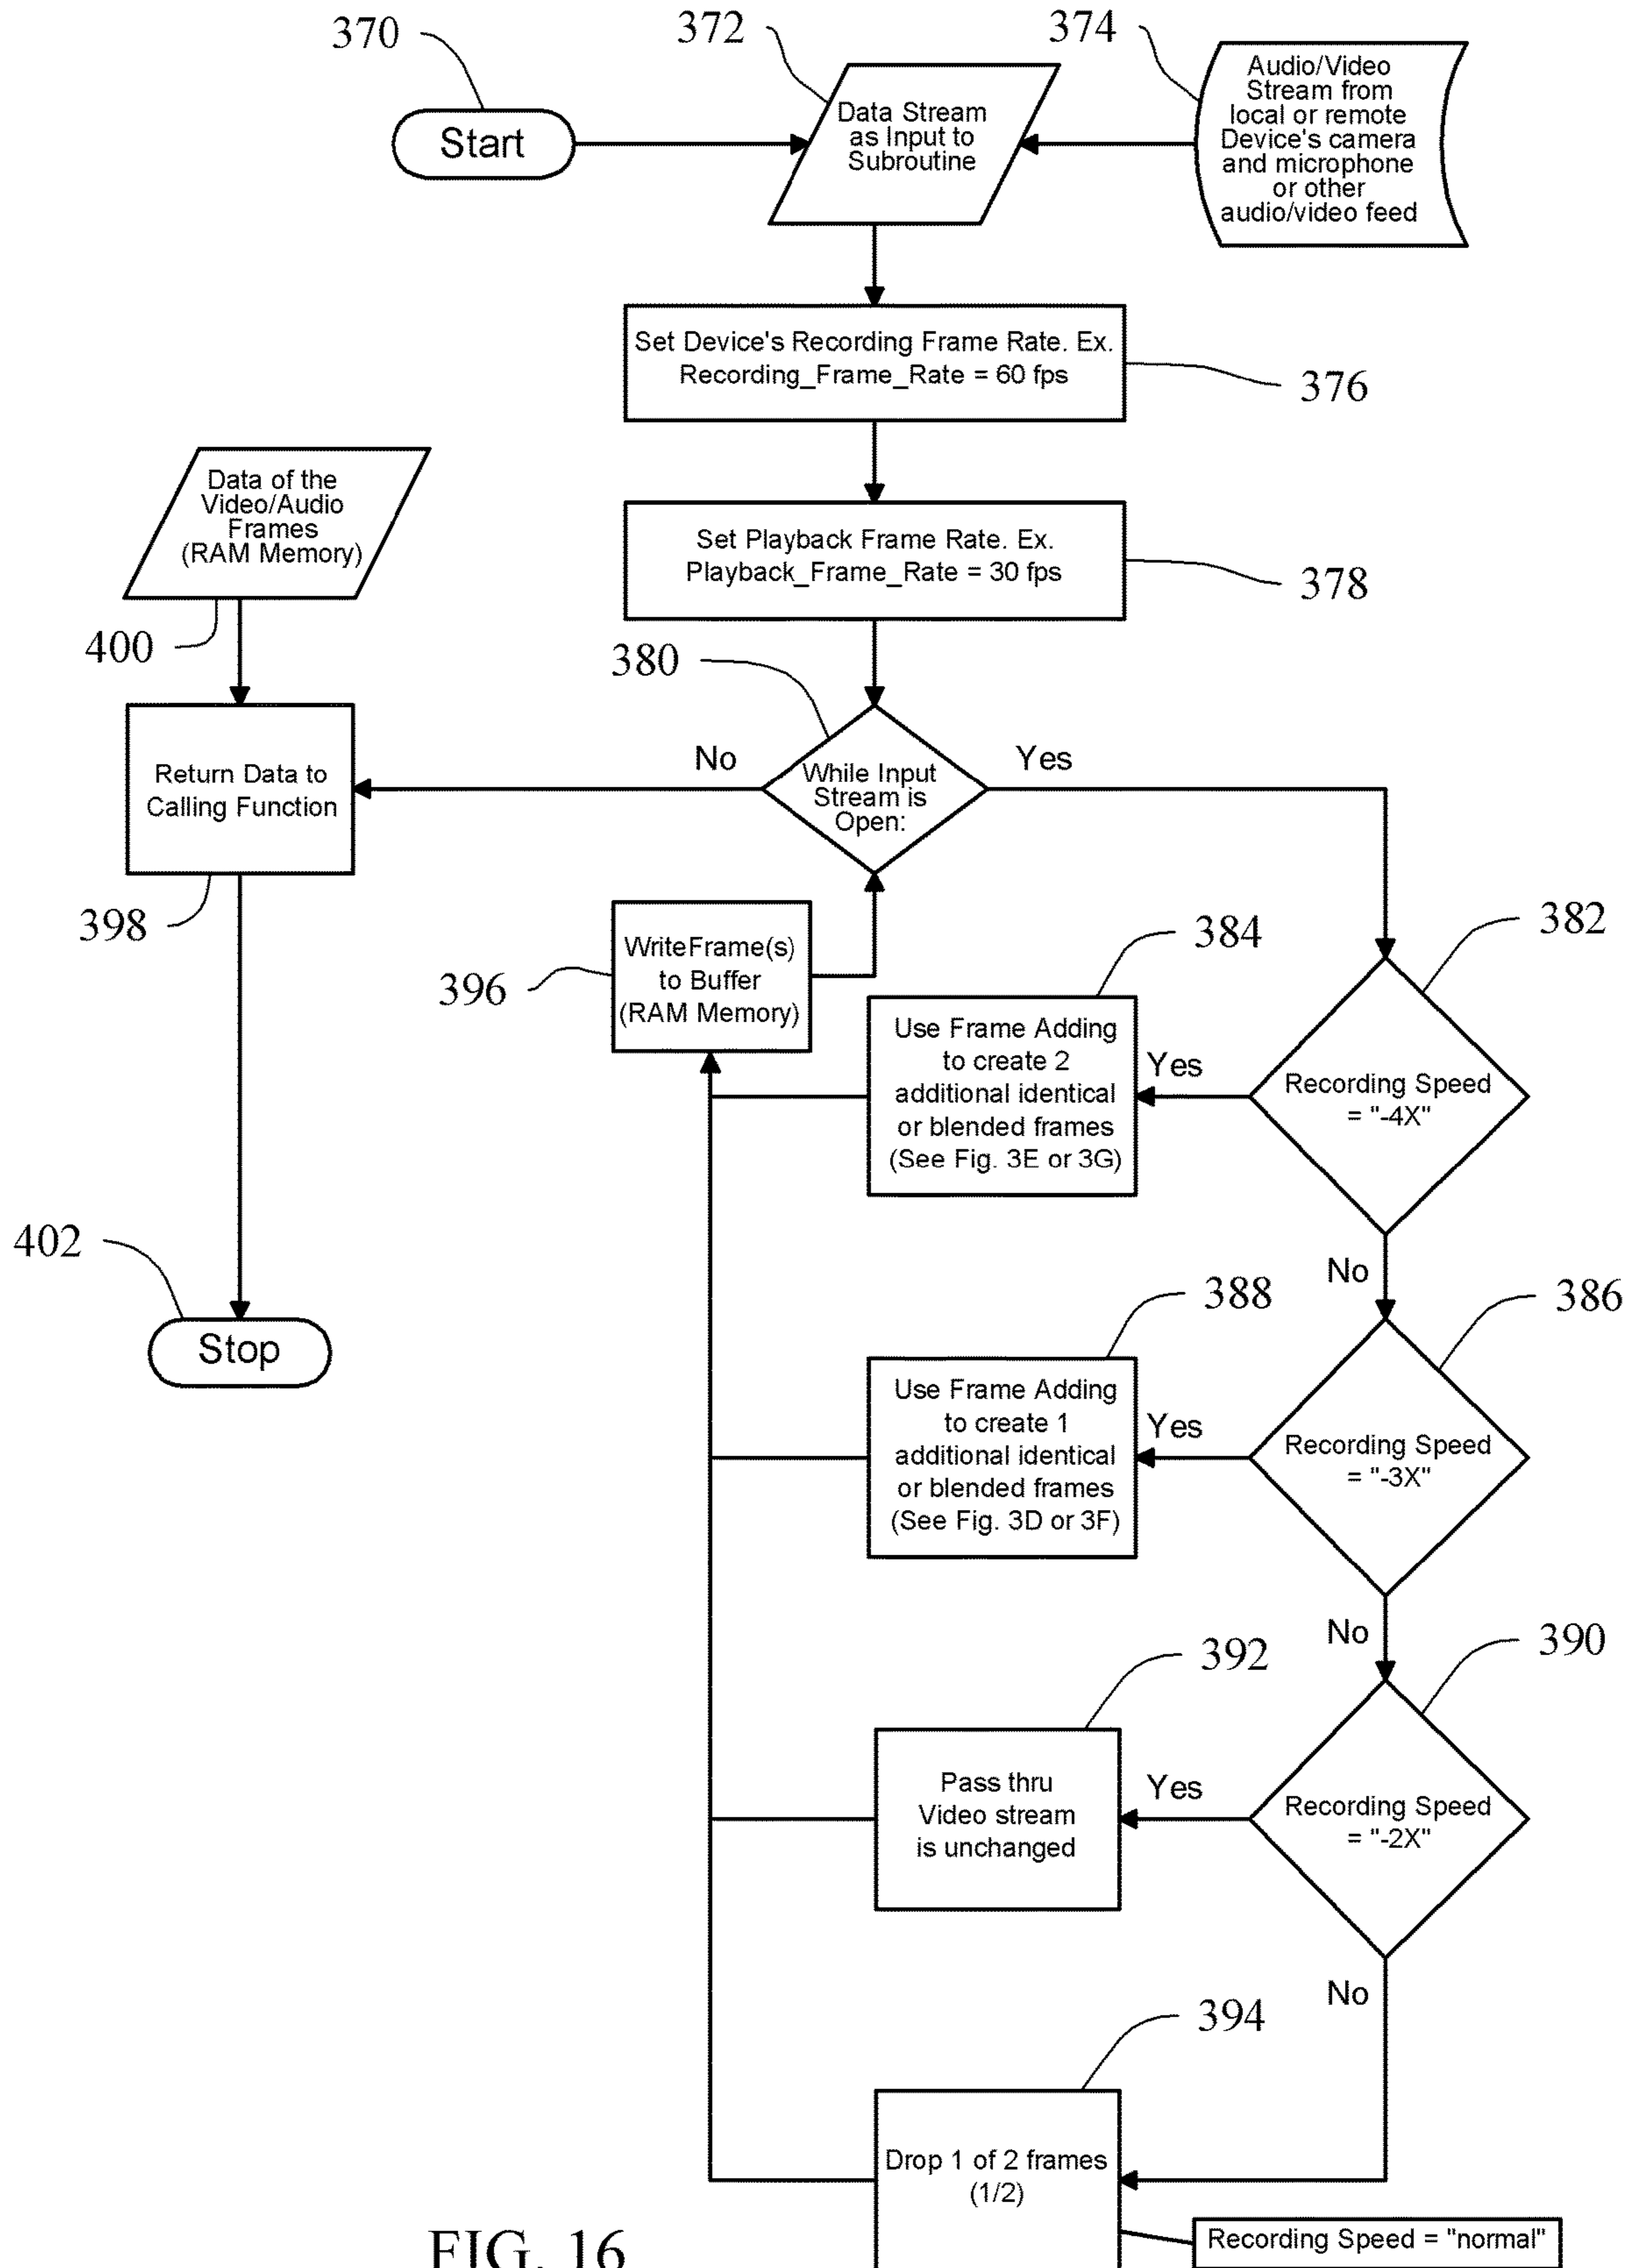 370
372
374
Start
Data Stream
as Input to
Subroutine
Audio/Video
Stream from
local or remote
Device's camera
and microphone
or other
audio/video feed
Set Device's Recording Frame Rate. Ex.
Recording_Frame_Rate = 60 fps
376
Data of the
Video/Audio
Frames
(RAM Memory)
Set Playback Frame Rate. Ex.
Playback_Frame_Rate = 30 fps
378
400
380
No
Yes
Return Data to
Calling Function
While Input
Stream is
Open:
398
382
384
WriteFrame(s)
to Buffer
(RAM Memory)
396
Use Frame Adding
to create 2
additional identical
or blended frames
(See Fig. 3E or 3G)
Yes
Recording Speed
= "-4X"
402
No
388
386
Stop
Use Frame Adding
to create 1
additional identical
or blended frames
(See Fig. 3D or 3F)
Yes
Recording Speed
= "-3X"
No
392
390
Pass thru
Video stream
is unchanged
Yes
Recording Speed
= "-2X"
No
394
Drop 1 of 2 frames
(1/2)
Recording Speed = "normal"
FIG. 16